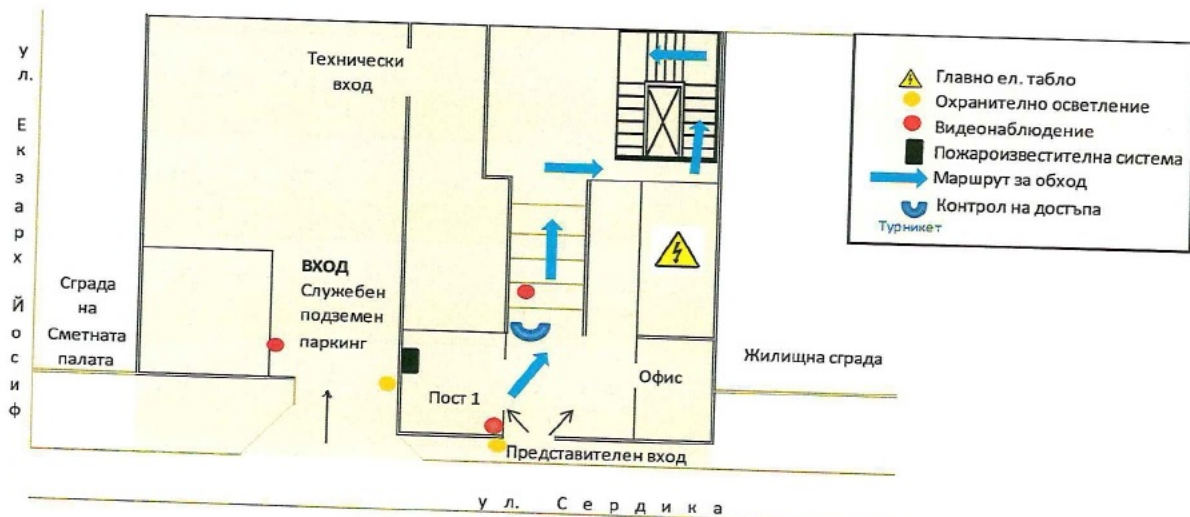 ул. Екзарх Йосиф
Сграда
на
Сметната
палата
Технически
вход
ВХОД
Служебен
подземен
паркинг
Пост 1
Офис
Представителен вход
Жилищна сграда
ул. Сердика
Главно ел. табло
Охранително осветление
Видеонаблюдение
Пожароизвестителна система
Маршрут за обход
Контрол на достъпа
Турникет